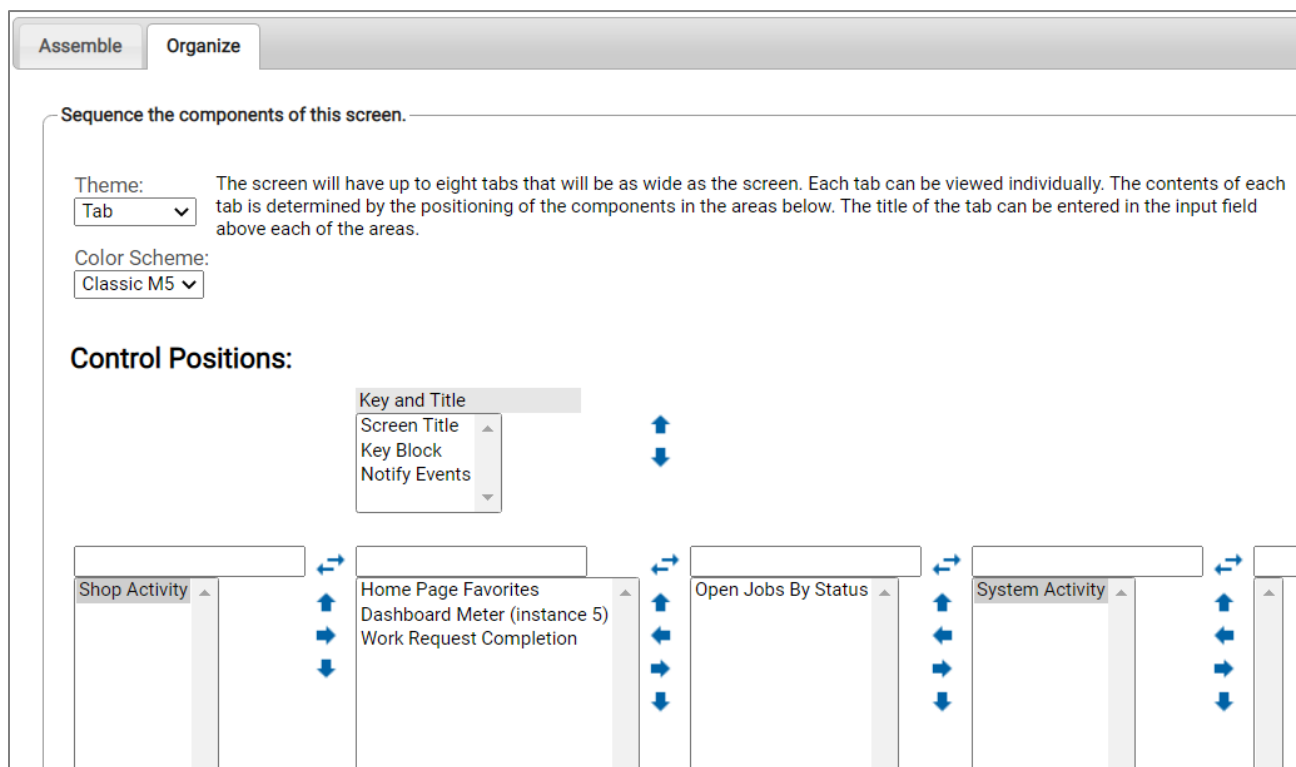 Assemble
Organize
Sequence the components of this screen.
Theme:
Tab
The screen will have up to eight tabs that will be as wide as the screen. Each tab can be viewed individually. The contents of each
tab is determined by the positioning of the components in the areas below. The title of the tab can be entered in the input field
above each of the areas.
Color Scheme:
Classic M5
Control Positions:
Key and Title
Screen Title
Key Block
Notify Events
Shop Activity
Home Page Favorites
Dashboard Meter (instance 5)
Work Request Completion
Open Jobs By Status
System Activity